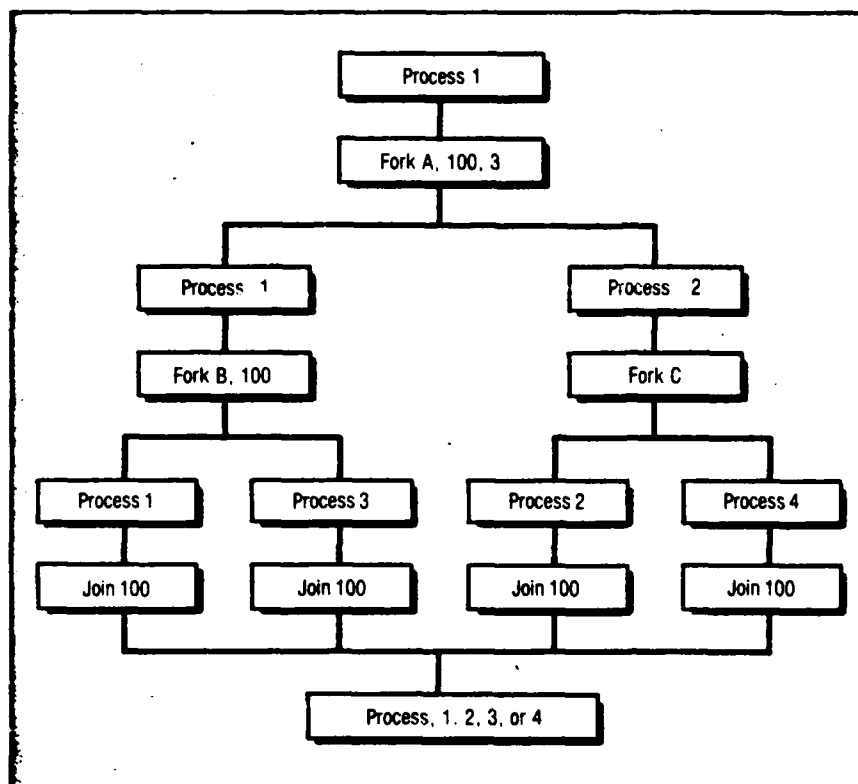 Process 1
Fork A, 100, 3
Process 1
Process 2
Fork B, 100
Fork C
Process 1
Process 3
Process 2
Process 4
Join 100
Join 100
Join 100
Join 100
Process, 1. 2, 3, or 4